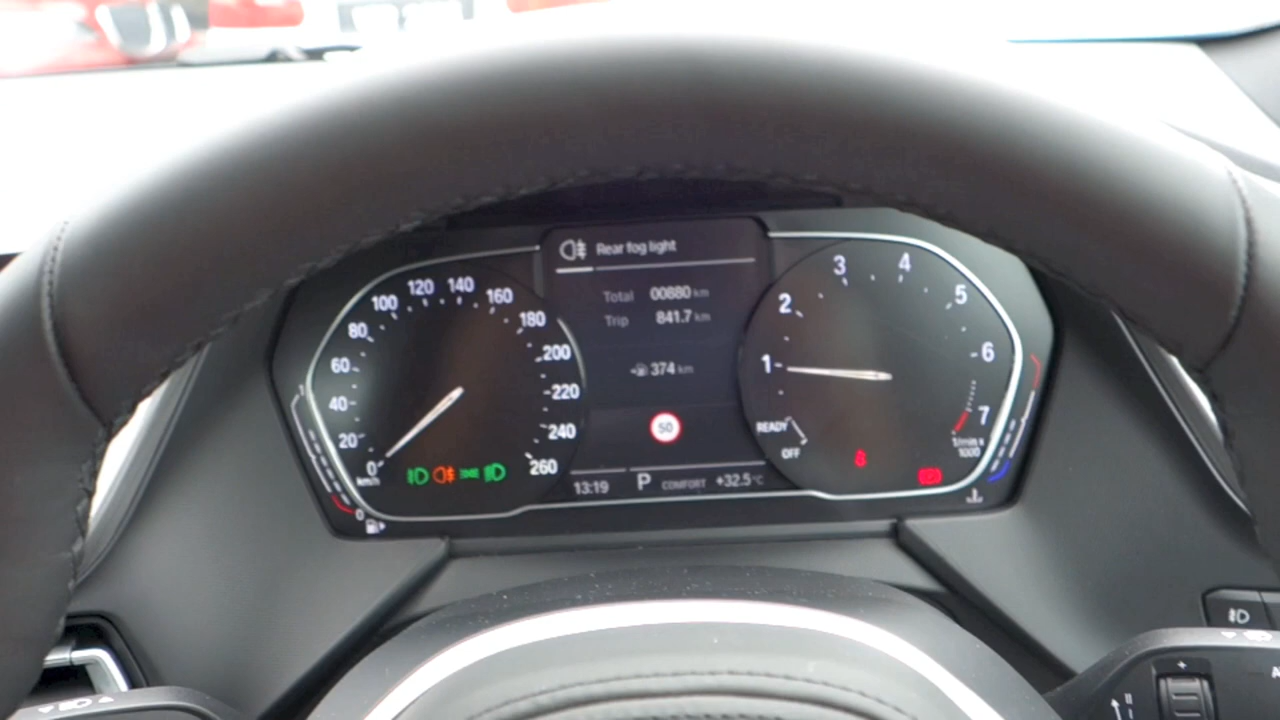 Rear fog light
Total 00880 km
Trip 841.7 km
374 km
50
13:19 P COMFORT +32.5°C
0
20
40
60
80
100
120
140
160
180
200
220
240
260
km/h
1
0
READY
OFF
1
2
3
4
5
6
7
1/min x
1000